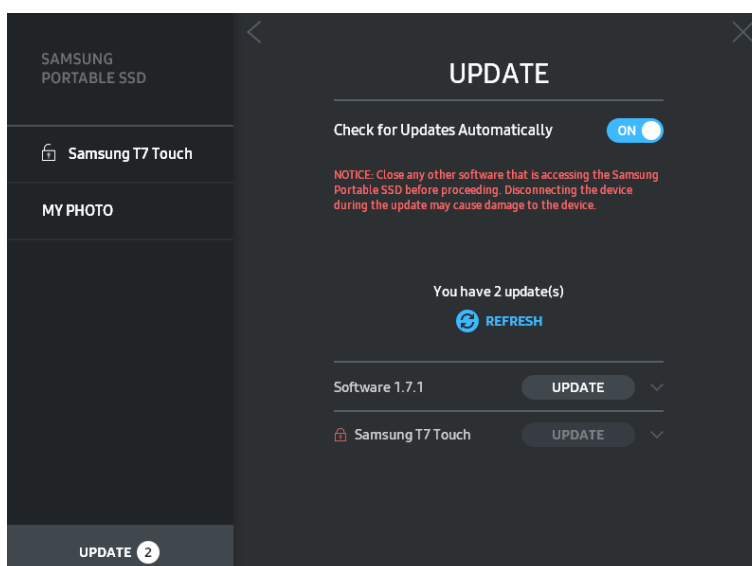 SAMSUNG
PORTABLE SSD
Samsung T7 Touch
MY PHOTO
UPDATE 2
UPDATE
Check for Updates Automatically ON
NOTICE: Close any other software that is accessing the Samsung
Portable SSD before proceeding. Disconnecting the device
during the update may cause damage to the device.
You have 2 update(s)
REFRESH
Software 1.7.1 UPDATE
Samsung T7 Touch UPDATE